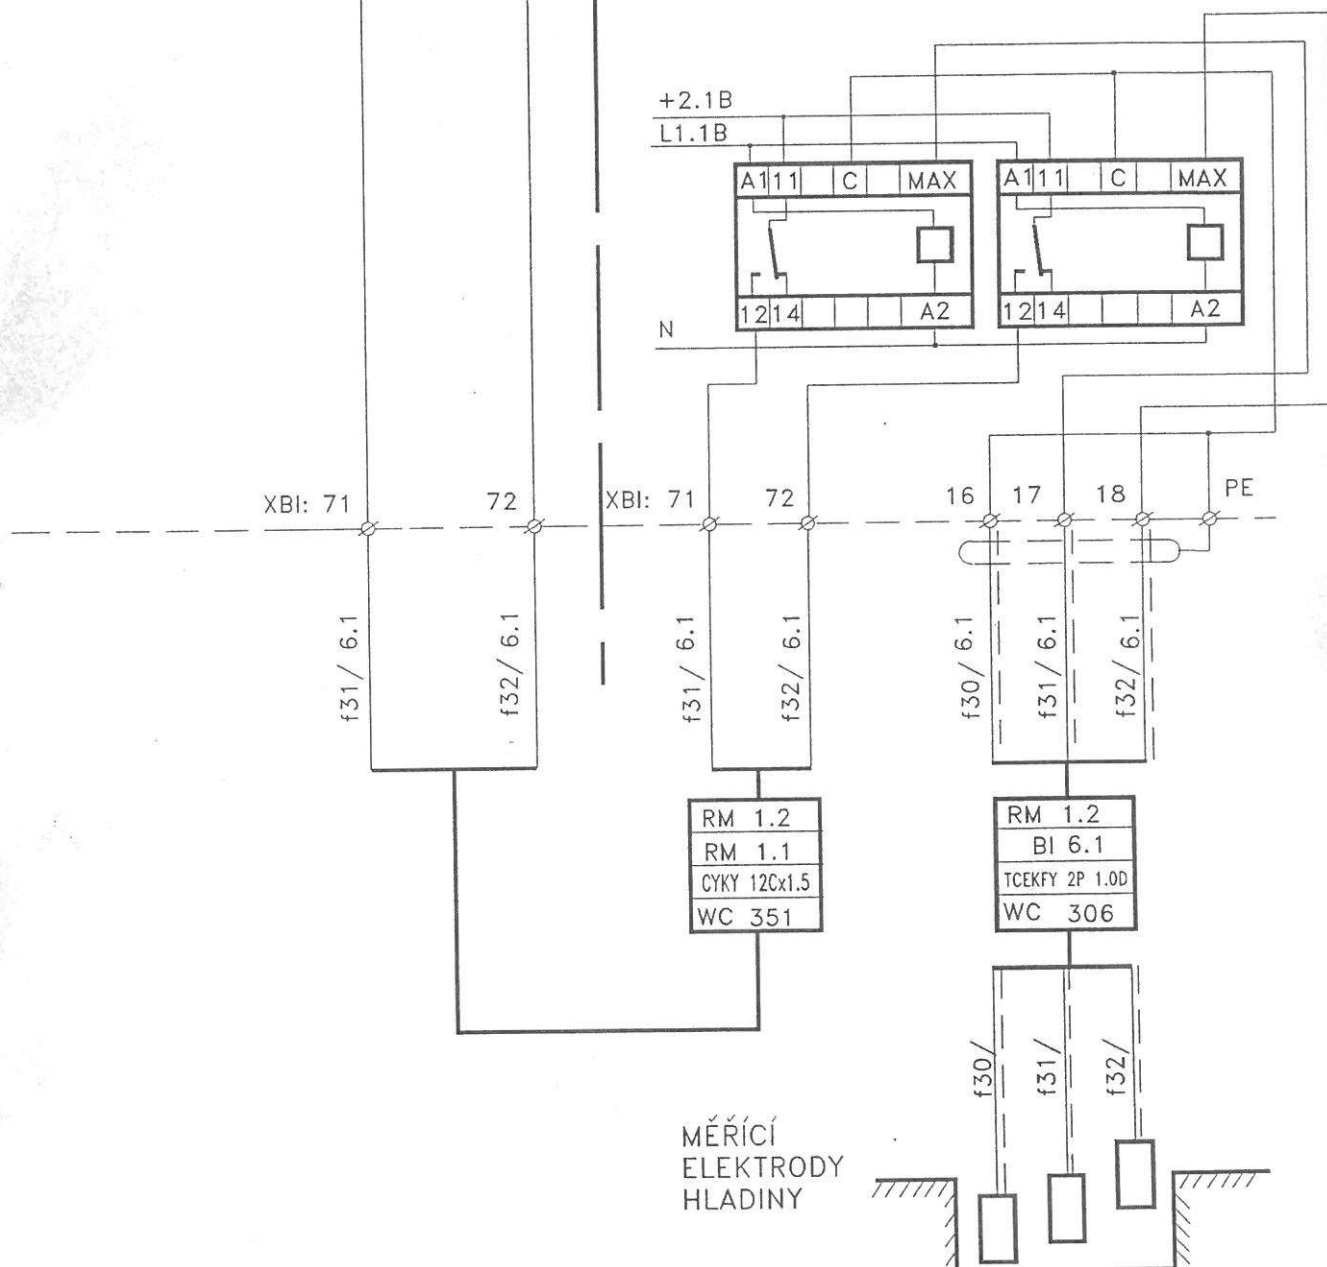 +2.1B
L1.1B
A1 11 C MAX
A1 11 C MAX
12 14 A2
12 14 A2
N
XBI: 71 72 XBI: 71 72 16 17 18 PE
f31/ 6.1
f32/ 6.1
f31/ 6.1
f32/ 6.1
f30/ 6.1
f31/ 6.1
f32/ 6.1
RM 1.2
RM 1.1
CYKY 12Cx1.5
WC 351
RM 1.2
BI 6.1
TCEKFY 2P 1.0D
WC 306
f30/
f31/
f32/
MĚŘÍCÍ
ELEKTRODY
HLADINY